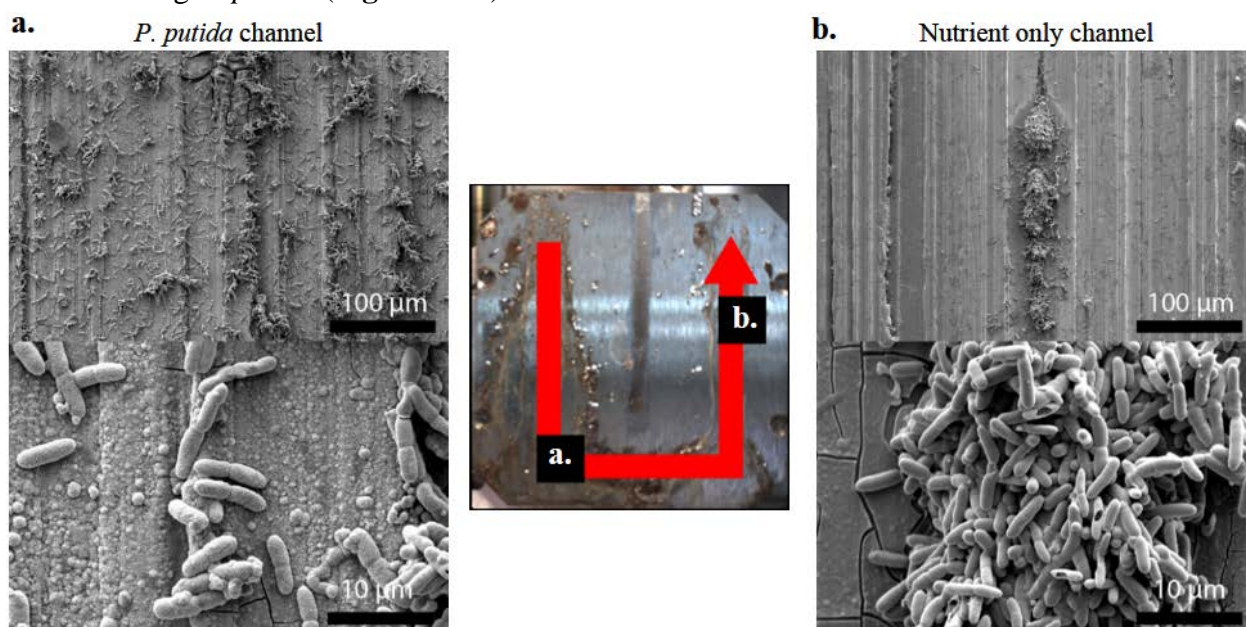 a.
P. putida channel
b.
Nutrient only channel
100 µm
100 µm
b.
a.
10 µm
10 µm